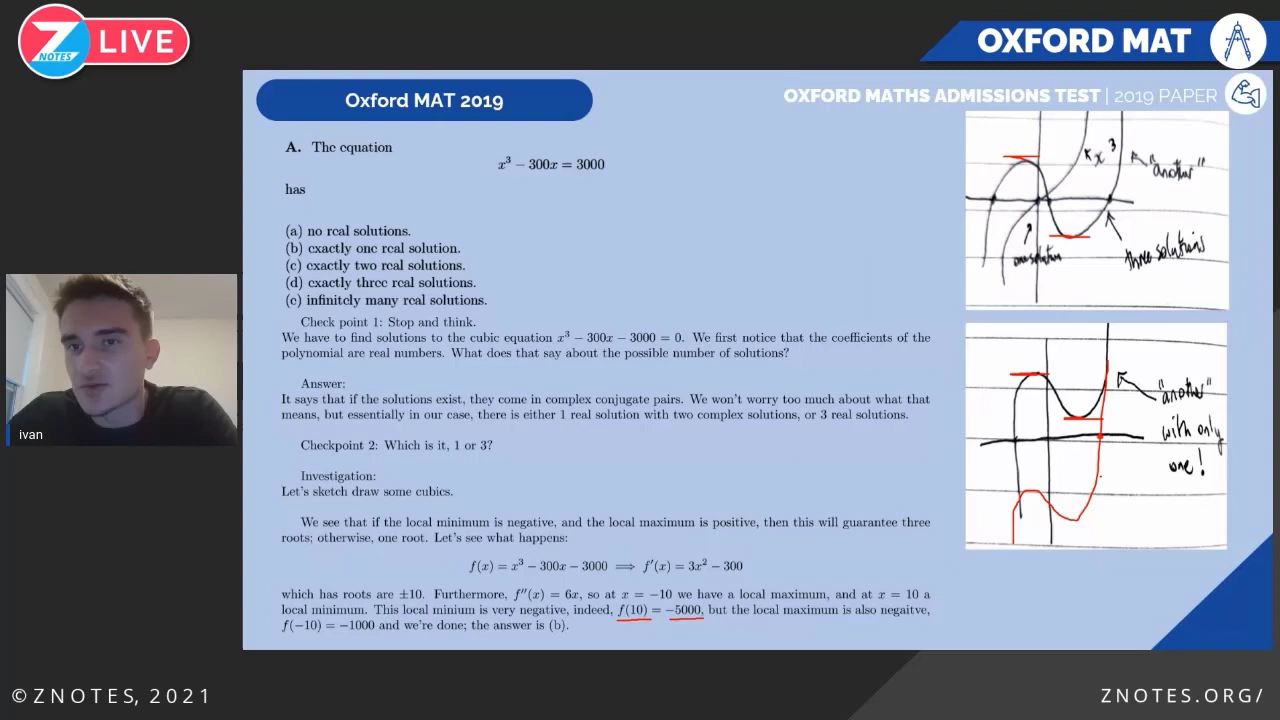 Z
NOTES
LIVE
OXFORD MAT
Oxford MAT 2019
OXFORD MATHS ADMISSIONS TEST | 2019 PAPER
A. The equation
x³ − 300x = 3000
has
(a) no real solutions.
(b) exactly one real solution.
(c) exactly two real solutions.
(d) exactly three real solutions.
(e) infinitely many real solutions.
Check point 1: Stop and think.
We have to find solutions to the cubic equation x³ − 300x − 3000 = 0. We first notice that the coefficients of the
polynomial are real numbers. What does that say about the possible number of solutions?
Answer:
It says that if the solutions exist, they come in complex conjugate pairs. We won't worry too much about what that
means, but essentially in our case, there is either 1 real solution with two complex solutions, or 3 real solutions.
Checkpoint 2: Which is it, 1 or 3?
Investigation:
Let's sketch draw some cubics.
We see that if the local minimum is negative, and the local maximum is positive, then this will guarantee three
roots; otherwise, one root. Let's see what happens:
f(x) = x³ − 300x − 3000 ⟹ f′(x) = 3x² − 300
which has roots are ±10. Furthermore, f″(x) = 6x, so at x = −10 we have a local maximum, and at x = 10 a
local minimum. This local minium is very negative, indeed, f(10) = −5000, but the local maximum is also negaitve,
f(−10) = −1000 and we're done; the answer is (b).
x³
"another"
one solution
three solutions
"another"
with only
one!
ivan
© ZNOTES, 2021
ZNOTES.ORG/